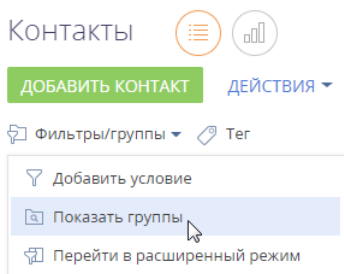 Контакты
ДОБАВИТЬ КОНТАКТ ДЕЙСТВИЯ
Фильтры/группы Тег
Добавить условие
Показать группы
Перейти в расширенный режим